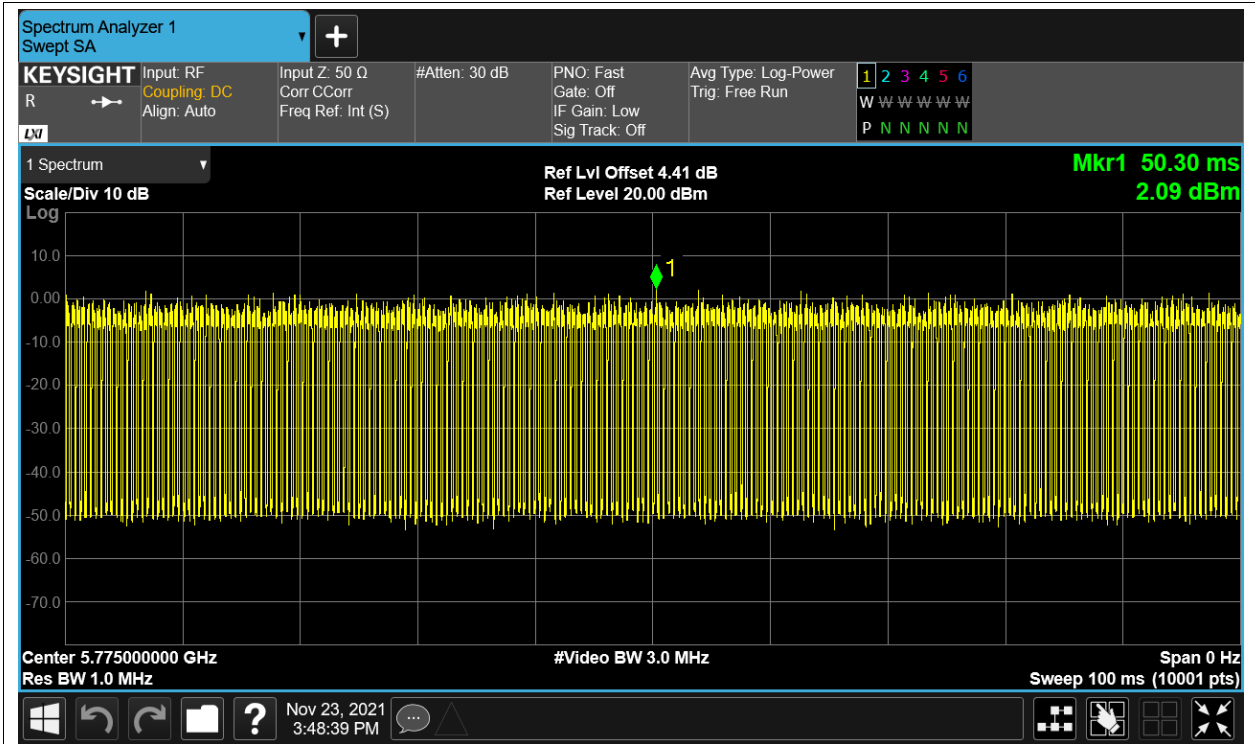 Spectrum Analyzer 1
Swept SA
KEYSIGHT
R
LXI
Input: RF
Coupling: DC
Align: Auto
Input Z: 50 Ω
Corr CCorr
Freq Ref: Int (S)
#Atten: 30 dB
PNO: Fast
Gate: Off
IF Gain: Low
Sig Track: Off
Avg Type: Log-Power
Trig: Free Run
1 2 3 4 5 6
W W W W W W
P N N N N N
1 Spectrum
Scale/Div 10 dB
Log
Ref Lvl Offset 4.41 dB
Ref Level 20.00 dBm
Mkr1 50.30 ms
2.09 dBm
1
10.0
0.00
-10.0
-20.0
-30.0
-40.0
-50.0
-60.0
-70.0
Center 5.775000000 GHz
Res BW 1.0 MHz
#Video BW 3.0 MHz
Span 0 Hz
Sweep 100 ms (10001 pts)
?
Nov 23, 2021
3:48:39 PM